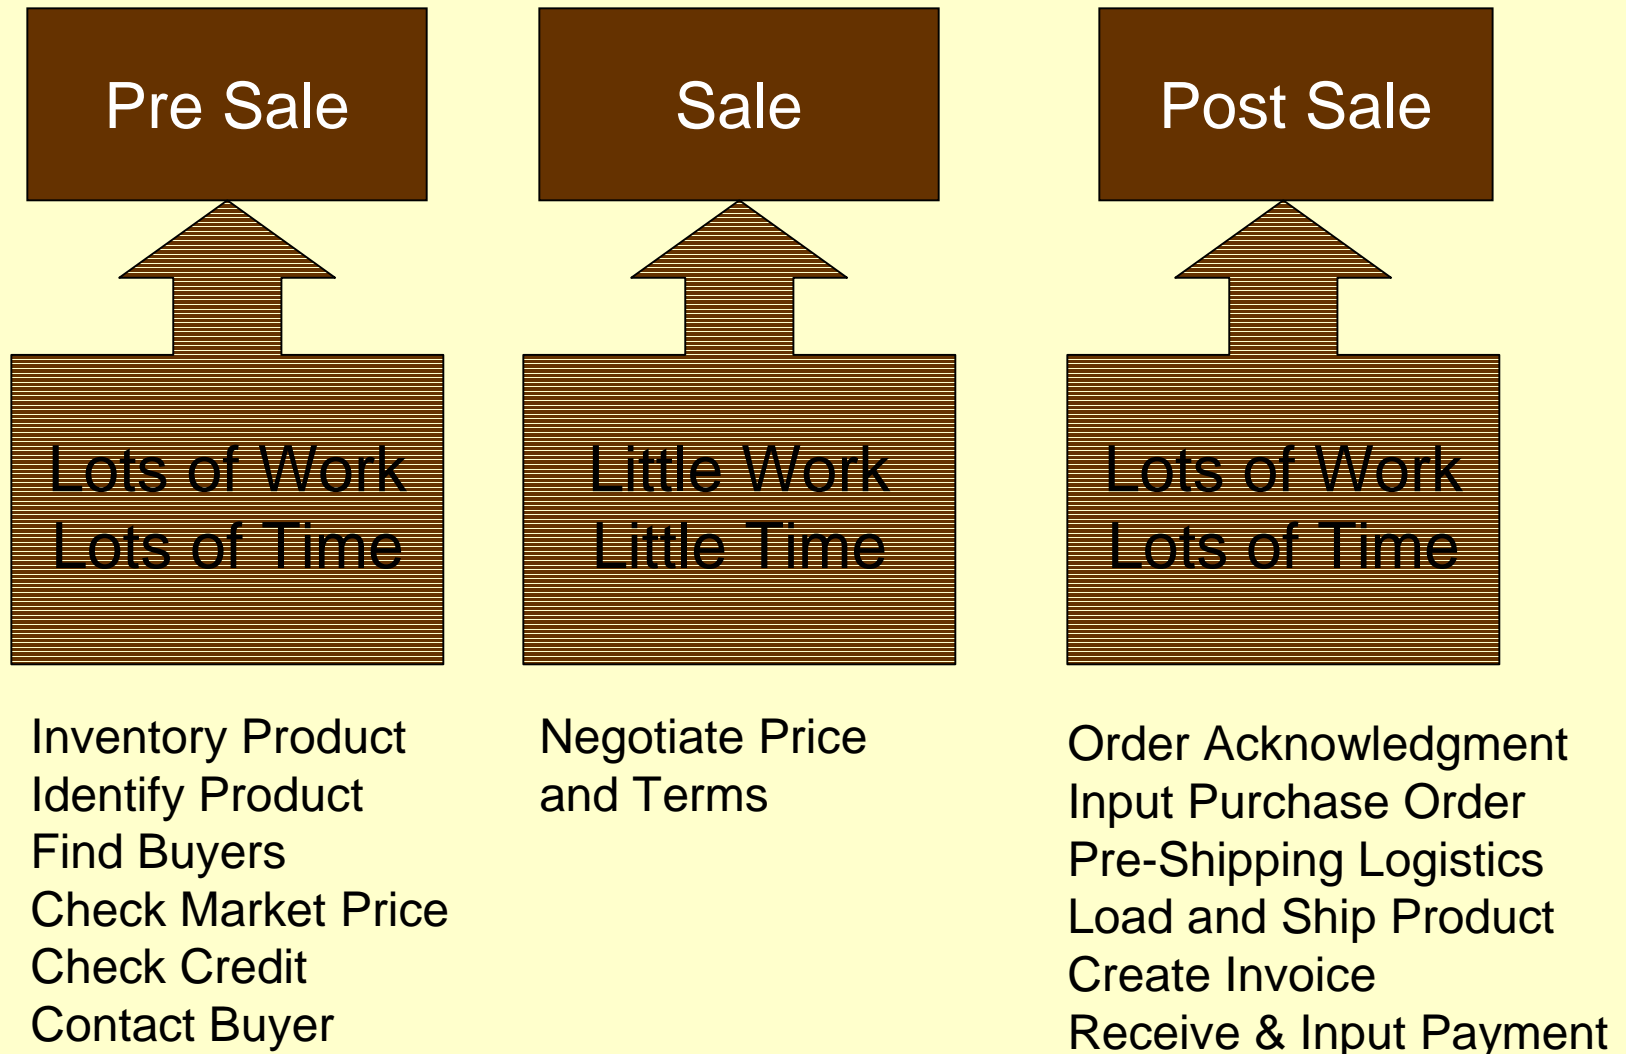 Pre Sale
Sale
Post Sale
Lots of Work
Lots of Time
Little Work
Little Time
Lots of Work
Lots of Time
Inventory Product
Identify Product
Find Buyers
Check Market Price
Check Credit
Contact Buyer
Negotiate Price
and Terms
Order Acknowledgment
Input Purchase Order
Pre-Shipping Logistics
Load and Ship Product
Create Invoice
Receive & Input Payment